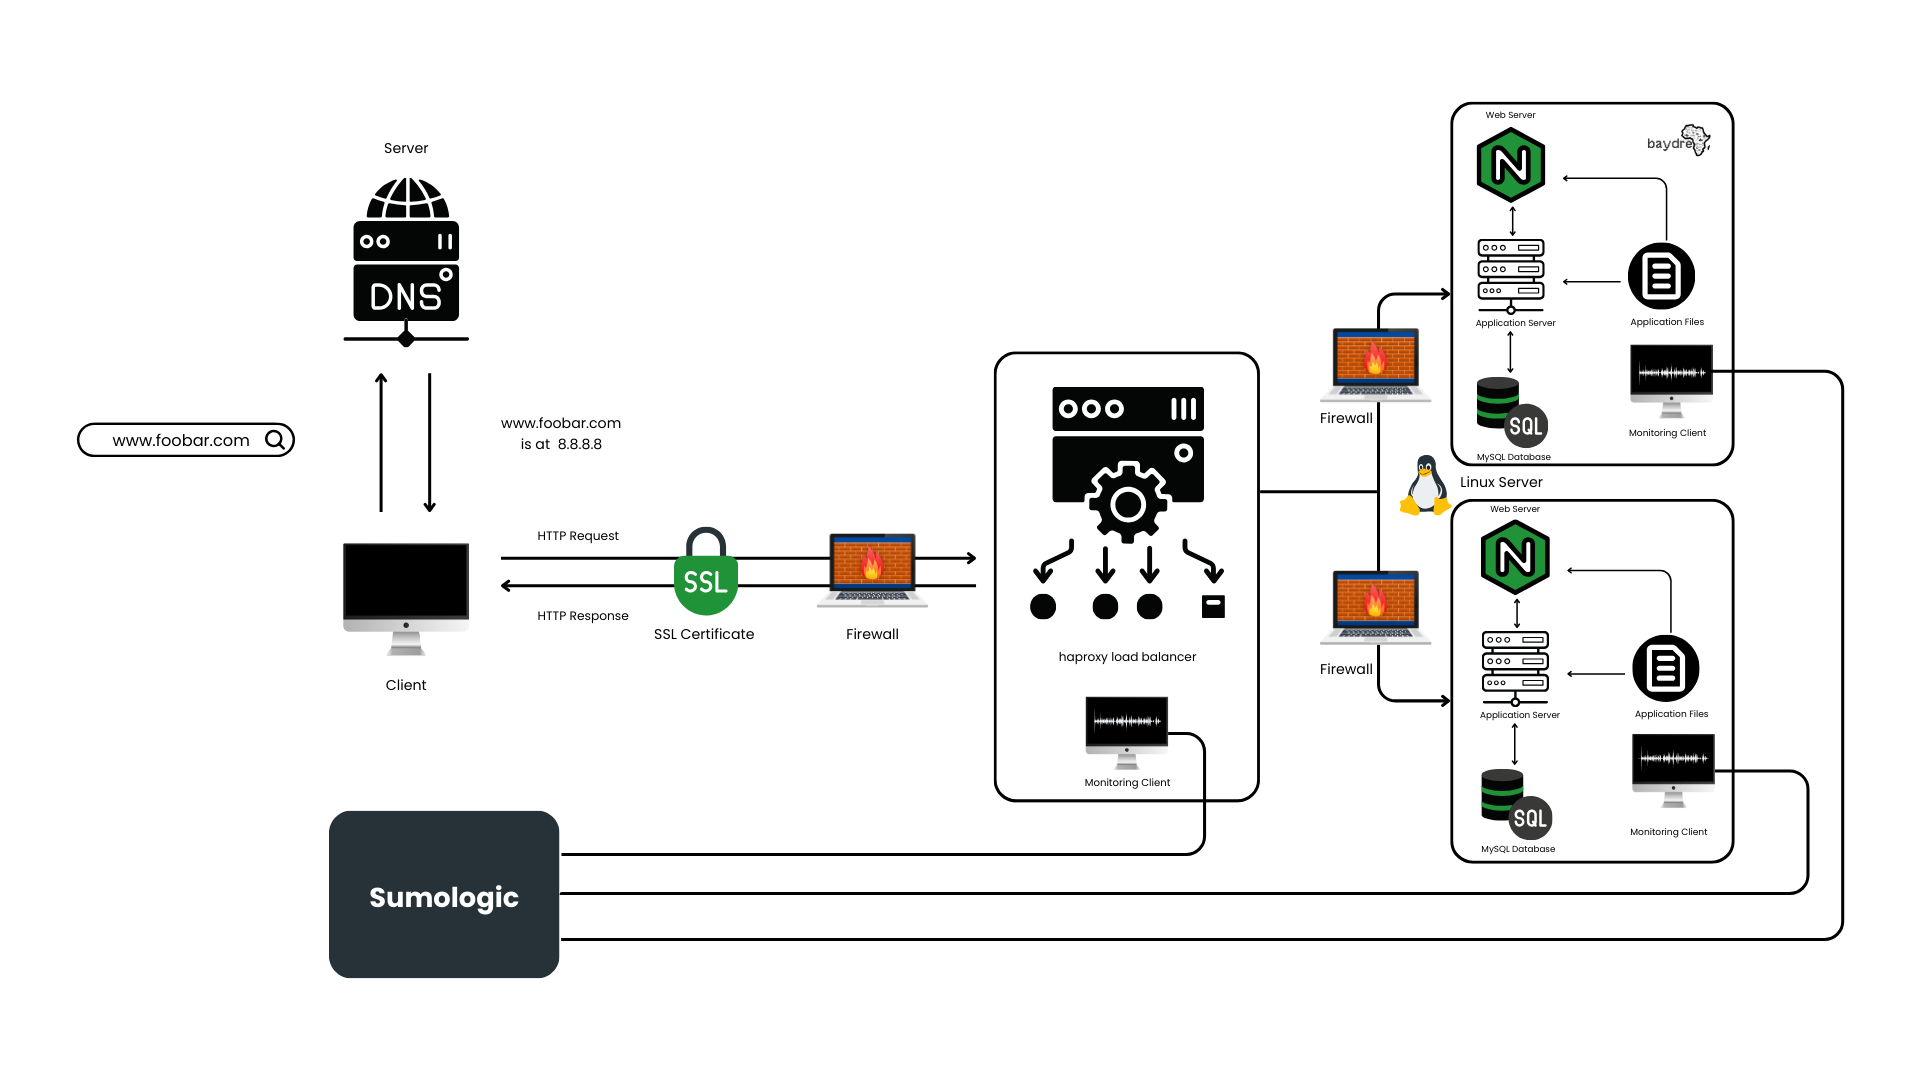 Server
DNS
www.foobar.com
www.foobar.com
is at 8.8.8.8
HTTP Request
HTTP Response
Client
SSL
SSL Certificate
Firewall
haproxy load balancer
Monitoring Client
Firewall
Firewall
Linux Server
Web Server
baydre
N
Application Server
Application Files
SQL
MySQL Database
Monitoring Client
Web Server
N
Application Server
Application Files
SQL
MySQL Database
Monitoring Client
Sumologic